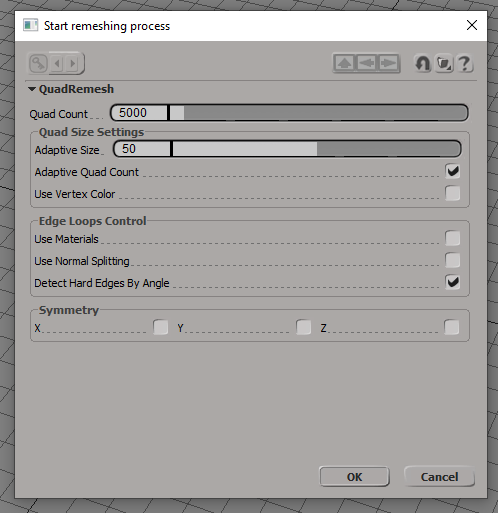 Start remeshing process
QuadRemesh
Quad Count 5000
Quad Size Settings
Adaptive Size 50
Adaptive Quad Count
Use Vertex Color
Edge Loops Control
Use Materials
Use Normal Splitting
Detect Hard Edges By Angle
Symmetry
X Y Z
OK Cancel